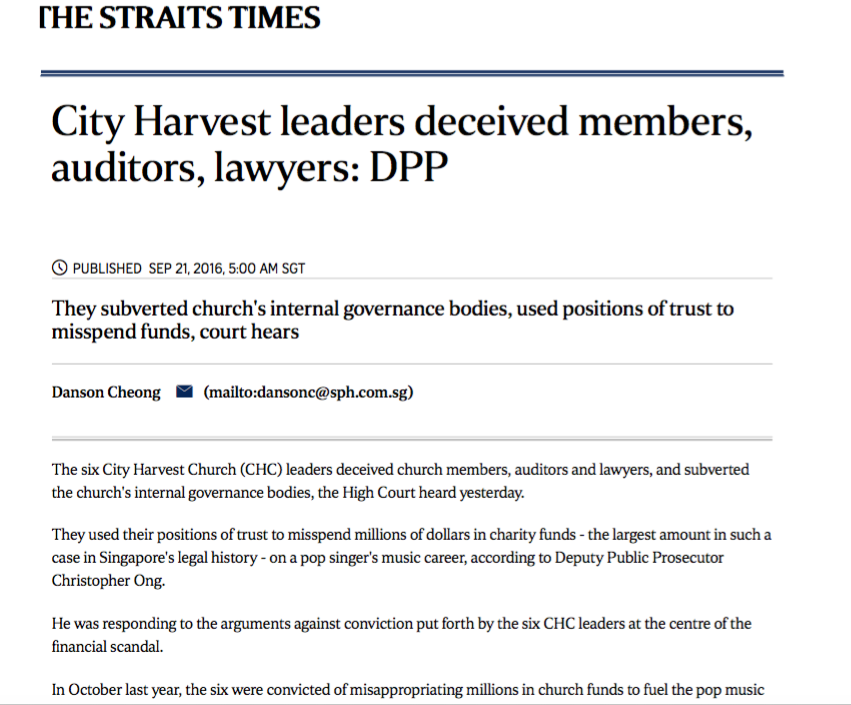 THE STRAITS TIMES
City Harvest leaders deceived members,
auditors, lawyers: DPP
PUBLISHED SEP 21, 2016, 5:00 AM SGT
They subverted church's internal governance bodies, used positions of trust to
misspend funds, court hears
Danson Cheong (mailto:dansonc@sph.com.sg)
The six City Harvest Church (CHC) leaders deceived church members, auditors and lawyers, and subverted
the church's internal governance bodies, the High Court heard yesterday.
They used their positions of trust to misspend millions of dollars in charity funds - the largest amount in such a
case in Singapore's legal history - on a pop singer's music career, according to Deputy Public Prosecutor
Christopher Ong.
He was responding to the arguments against conviction put forth by the six CHC leaders at the centre of the
financial scandal.
In October last year, the six were convicted of misappropriating millions in church funds to fuel the pop music